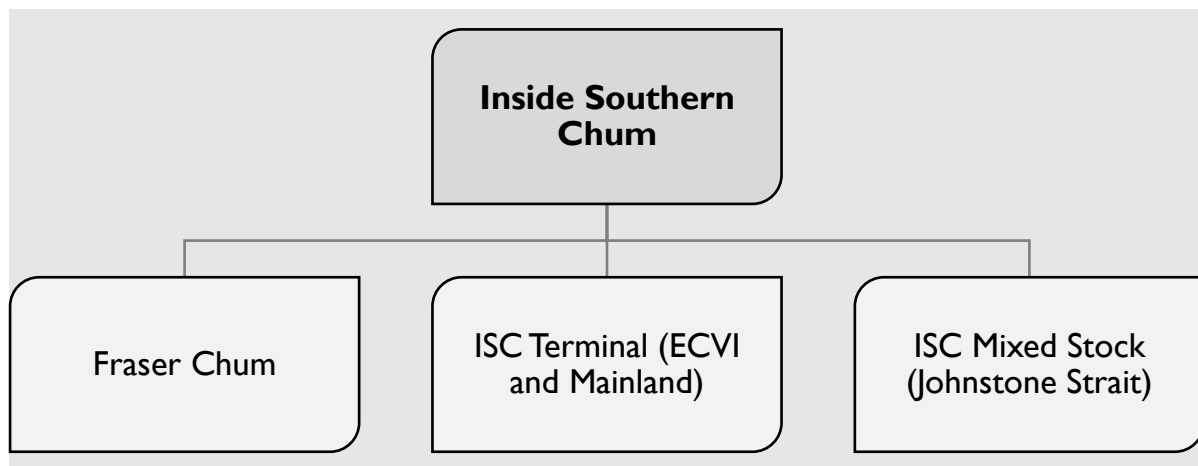 Inside Southern
Chum
Fraser Chum
ISC Terminal (ECVI
and Mainland)
ISC Mixed Stock
(Johnstone Strait)